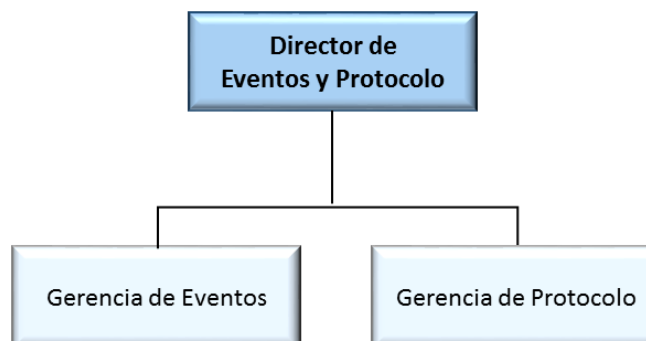 Director de
Eventos y Protocolo
Gerencia de Eventos
Gerencia de Protocolo